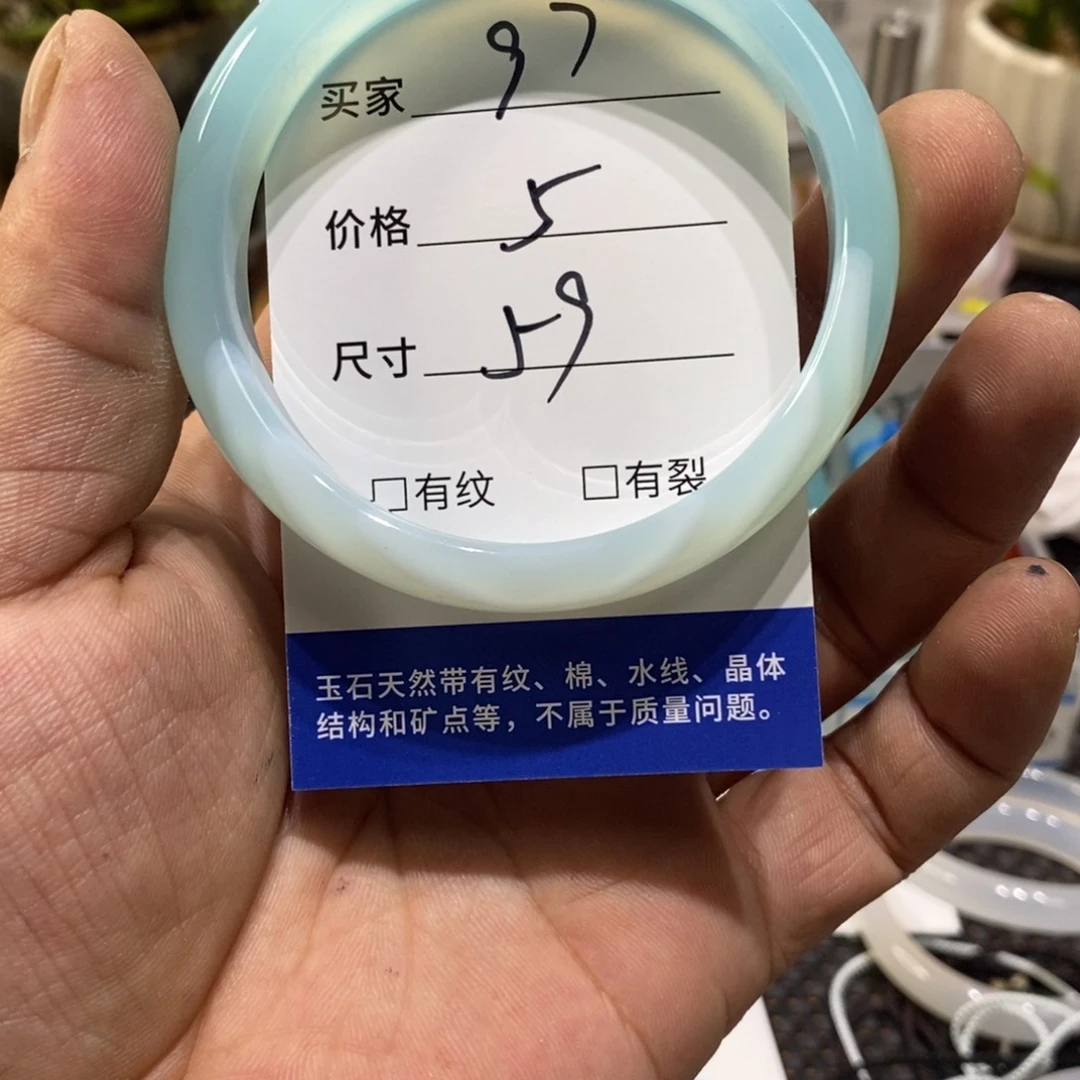 买家 97
价格 5
尺寸 59
□有纹 □有裂
玉石天然带有纹、棉、水线、晶体
结构和矿点等，不属于质量问题。